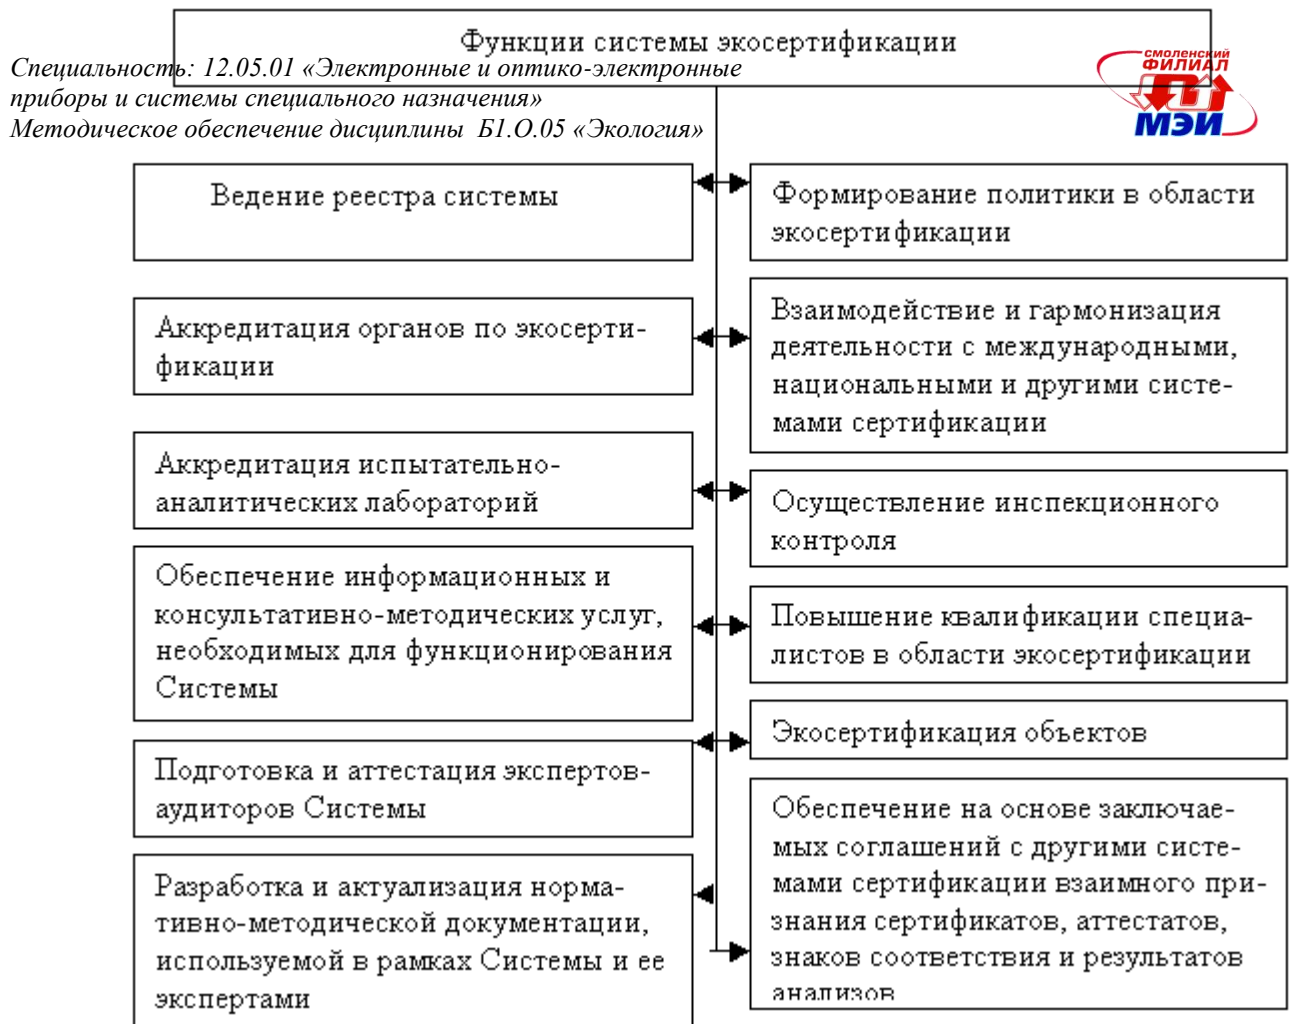 Функции системы экосертификации
Специальность: 12.05.01 «Электронные и оптико-электронные
приборы и системы специального назначения»
Методическое обеспечение дисциплины Б1.О.05 «Экология»
СМОЛЕНСКИЙ
ФИЛИАЛ
МЭИ
Ведение реестра системы
Формирование политики в области
экосертификации
Аккредитация органов по экосерти-
фикации
Взаимодействие и гармонизация
деятельности с международными,
национальными и другими систе-
мами сертификации
Аккредитация испытательно-
аналитических лабораторий
Осуществление инспекционного
контроля
Обеспечение информационных и
консультативно-методических услуг,
необходимых для функционирования
Системы
Повышение квалификации специа-
листов в области экосертификации
Подготовка и аттестация экспертов-
аудиторов Системы
Экосертификация объектов
Разработка и актуализация норма-
тивно-методической документации,
используемой в рамках Системы и ее
экспертами
Обеспечение на основе заключае-
мых соглашений с другими систе-
мами сертификации взаимного при-
знания сертификатов, аттестатов,
знаков соответствия и результатов
анализов